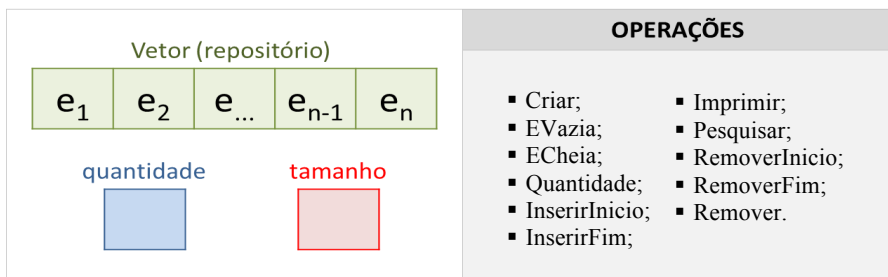 Vetor (repositório)
e1 e2 e... en-1 en
quantidade
tamanho
OPERAÇÕES
▪ Criar;
▪ EVazia;
▪ ECheia;
▪ Quantidade;
▪ InserirInicio;
▪ InserirFim;
▪ Imprimir;
▪ Pesquisar;
▪ RemoverInicio;
▪ RemoverFim;
▪ Remover.